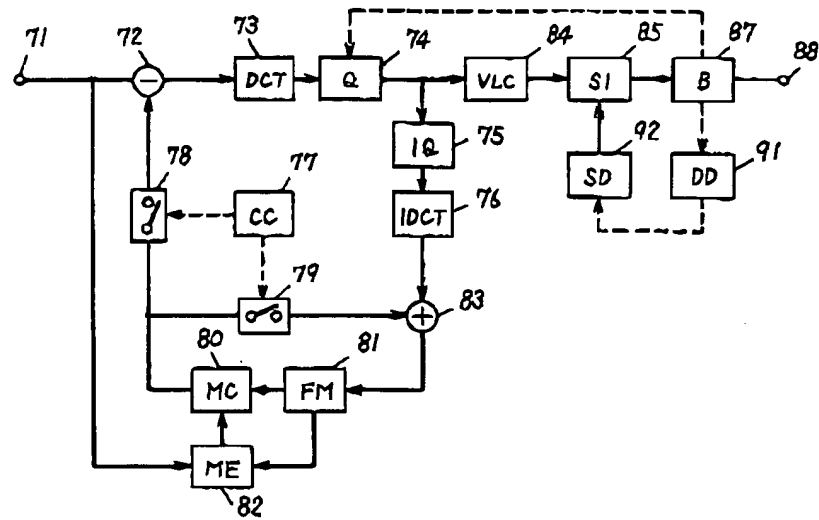 71 72 73 74 84 85 87 88
− DCT Q VLC SI B
75 92 91
IQ SD DD
78 77 76
CC IDCT
79 83
+
80 81
MC FM
ME
82